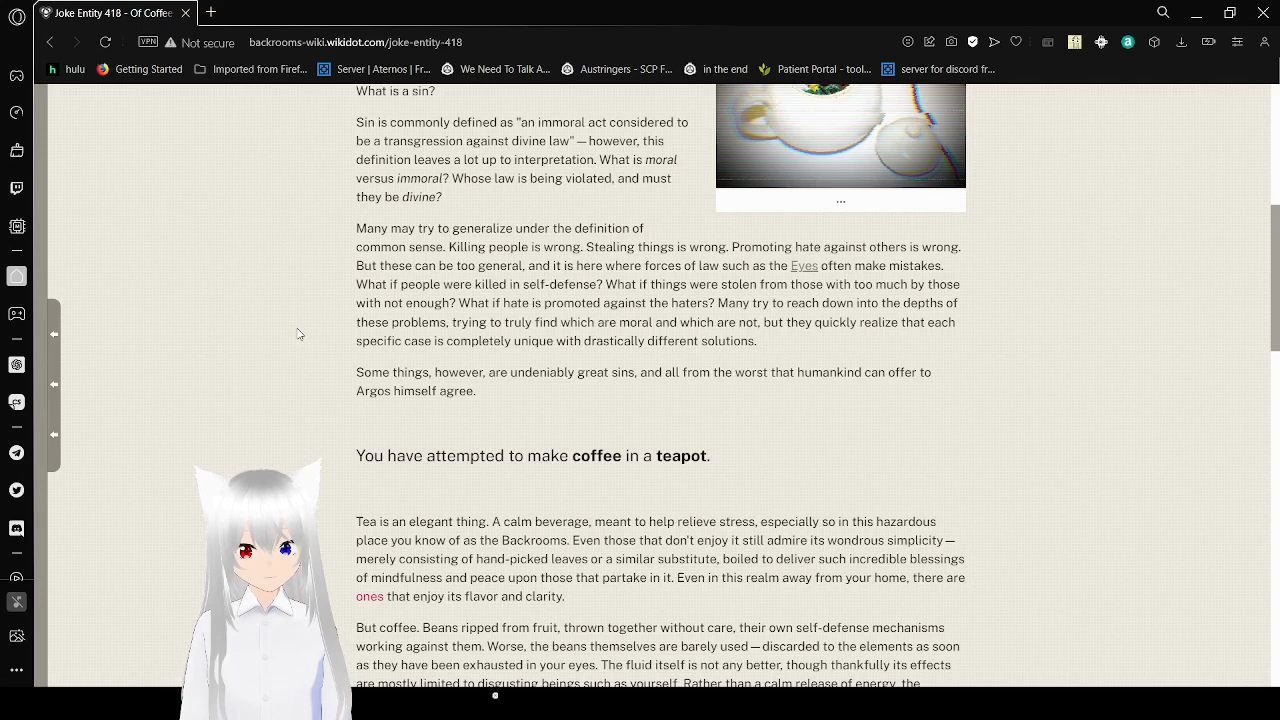 Joke Entity 418 - Of Coffee
VPN
Not secure
backrooms-wiki.wikidot.com/joke-entity-418
hulu
Getting Started
Imported from Firef...
Server | Aternos | Fr...
We Need To Talk A...
Austringers - SCP F...
in the end
Patient Portal - tool...
server for discord fr...
What is a sin?
Sin is commonly defined as "an immoral act considered to
be a transgression against divine law"—however, this
definition leaves a lot up to interpretation. What is moral
versus immoral? Whose law is being violated, and must
they be divine?
...
Many may try to generalize under the definition of
common sense. Killing people is wrong. Stealing things is wrong. Promoting hate against others is wrong.
But these can be too general, and it is here where forces of law such as the Eyes often make mistakes.
What if people were killed in self-defense? What if things were stolen from those with too much by those
with not enough? What if hate is promoted against the haters? Many try to reach down into the depths of
these problems, trying to truly find which are moral and which are not, but they quickly realize that each
specific case is completely unique with drastically different solutions.
Some things, however, are undeniably great sins, and all from the worst that humankind can offer to
Argos himself agree.
You have attempted to make coffee in a teapot.
Tea is an elegant thing. A calm beverage, meant to help relieve stress, especially so in this hazardous
place you know of as the Backrooms. Even those that don't enjoy it still admire its wondrous simplicity—
merely consisting of hand-picked leaves or a similar substitute, boiled to deliver such incredible blessings
of mindfulness and peace upon those that partake in it. Even in this realm away from your home, there are
ones that enjoy its flavor and clarity.
But coffee. Beans ripped from fruit, thrown together without care, their own self-defense mechanisms
working against them. Worse, the beans themselves are barely used—discarded to the elements as soon
as they have been exhausted in your eyes. The fluid itself is not any better, though thankfully its effects
are mostly limited to disgusting beings such as yourself. Rather than a calm release of energy, the